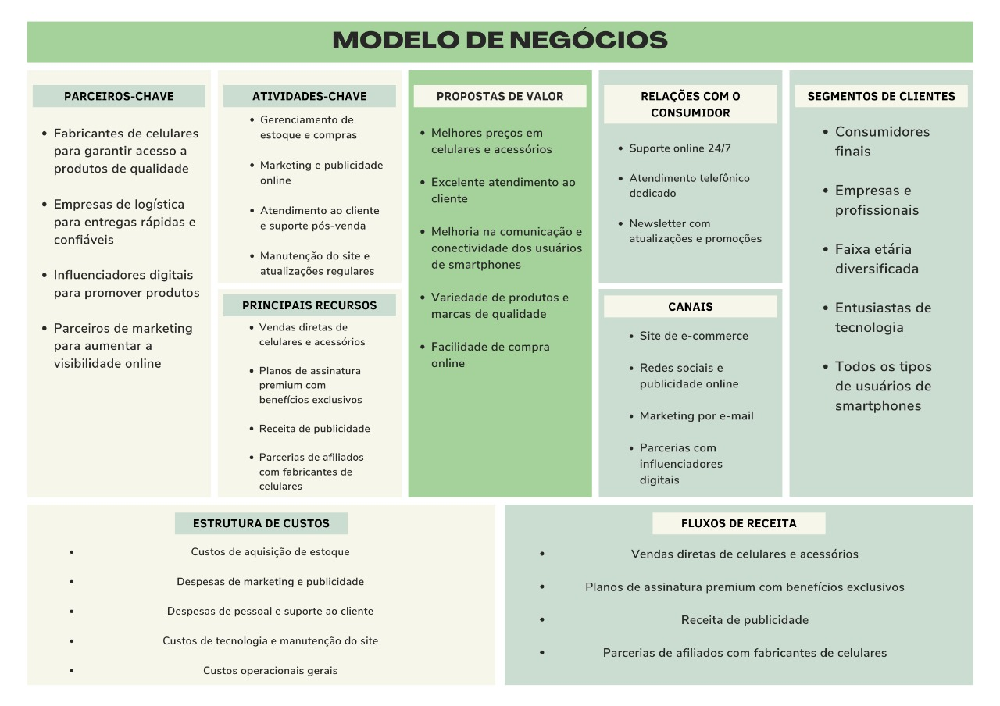 MODELO DE NEGÓCIOS
PARCEIROS-CHAVE
• Fabricantes de celulares
para garantir acesso a
produtos de qualidade
• Empresas de logística
para entregas rápidas e
confiáveis
• Influenciadores digitais
para promover produtos
• Parceiros de marketing
para aumentar a
visibilidade online
ATIVIDADES-CHAVE
• Gerenciamento de
estoque e compras
• Marketing e publicidade
online
• Atendimento ao cliente
e suporte pós-venda
• Manutenção do site e
atualizações regulares
PRINCIPAIS RECURSOS
• Vendas diretas de
celulares e acessórios
• Planos de assinatura
premium com
benefícios exclusivos
• Receita de publicidade
• Parcerias de afiliados
com fabricantes de
celulares
PROPOSTAS DE VALOR
• Melhores preços em
celulares e acessórios
• Excelente atendimento ao
cliente
• Melhoria na comunicação e
conectividade dos usuários
de smartphones
• Variedade de produtos e
marcas de qualidade
• Facilidade de compra
online
RELAÇÕES COM O
CONSUMIDOR
• Suporte online 24/7
• Atendimento telefônico
dedicado
• Newsletter com
atualizações e promoções
CANAIS
• Site de e-commerce
• Redes sociais e
publicidade online
• Marketing por e-mail
• Parcerias com
influenciadores
digitais
SEGMENTOS DE CLIENTES
• Consumidores
finais
• Empresas e
profissionais
• Faixa etária
diversificada
• Entusiastas de
tecnologia
• Todos os tipos
de usuários de
smartphones
ESTRUTURA DE CUSTOS
• Custos de aquisição de estoque
• Despesas de marketing e publicidade
• Despesas de pessoal e suporte ao cliente
• Custos de tecnologia e manutenção do site
• Custos operacionais gerais
FLUXOS DE RECEITA
• Vendas diretas de celulares e acessórios
• Planos de assinatura premium com benefícios exclusivos
• Receita de publicidade
• Parcerias de afiliados com fabricantes de celulares